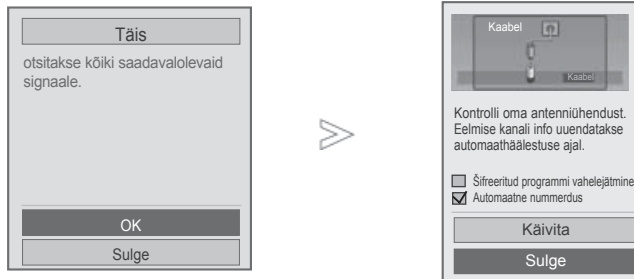 Täis
otsitakse kõiki saadavalolevaid
signaale.
OK
Sulge
Kaabel
Kaabel
Kontrolli oma antenniühendust.
Eelmise kanali info uuendatakse
automaathäälestuse ajal.
Šifreeritud programmi vahelejätmine
Automaatne nummerdus
Käivita
Sulge